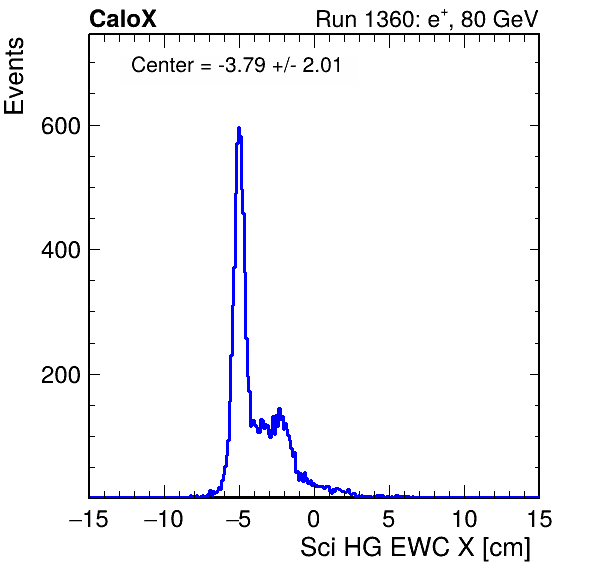 CaloX Run 1360: e⁺, 80 GeV
Center = -3.79 +/- 2.01
Events
600
400
200
−15 −10 −5 0 5 10 15
Sci HG EWC X [cm]